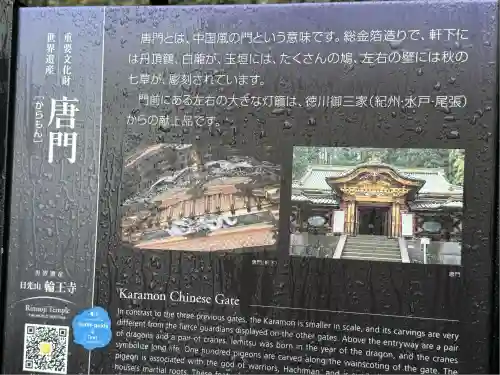 重要文化財
世界遺産
唐門
［からもん］
唐門とは、中国風の門という意味です。総金箔造りで、軒下に
は丹頂鶴、白龍が、玉垣には、たくさんの鳩、左右の壁には秋の
七草が、彫刻されています。
門前にある左右の大きな灯籠は、徳川御三家（紀州・水戸・尾張）
からの献上品です。
唐門
世界遺産
日光山 輪王寺
Rinnoji Temple
Karamon Chinese Gate
In contrast to the three previous gates, the Karamon is smaller in scale, and its carvings are very
different from the fierce guardians displayed on the other gates. Above the entryway are a pair
of dragons and a pair of cranes. Iemitsu was born in the year of the dragon, and the cranes
symbolize long life. One hundred pigeons are carved along the wainscoting of the gate. The
pigeon is associated with the god of warriors, Hachiman, and is
house's martial roots. These